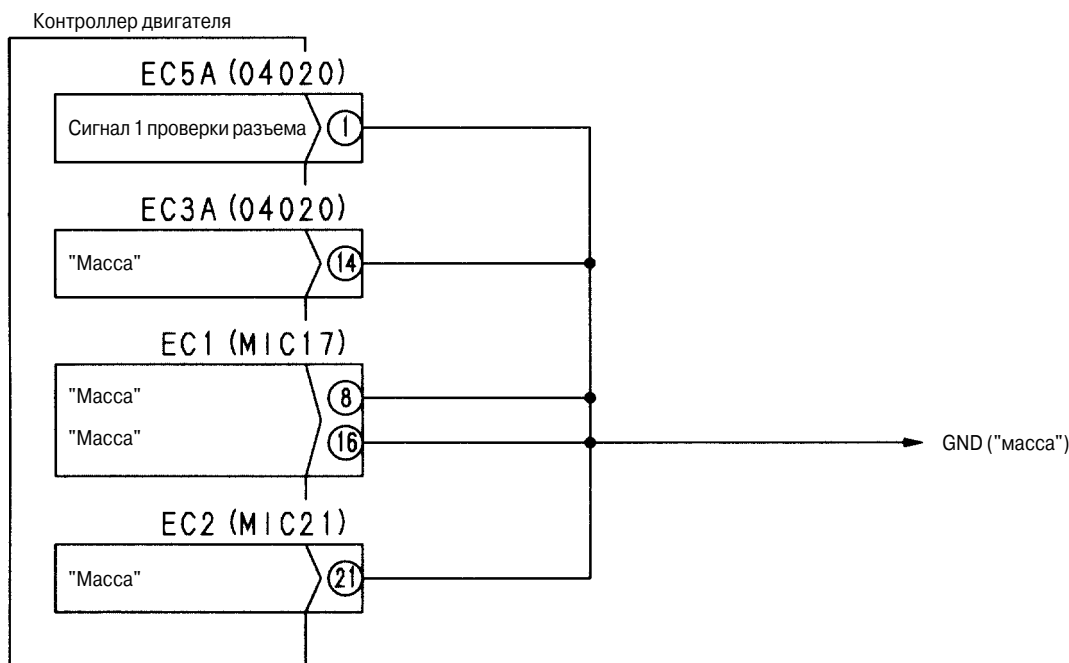 Контроллер двигателя
EC5A (04020)
Сигнал 1 проверки разъема
1
EC3A (04020)
"Масса"
14
EC1 (MIC17)
"Масса"
8
"Масса"
16
GND ("масса")
EC2 (MIC21)
"Масса"
21